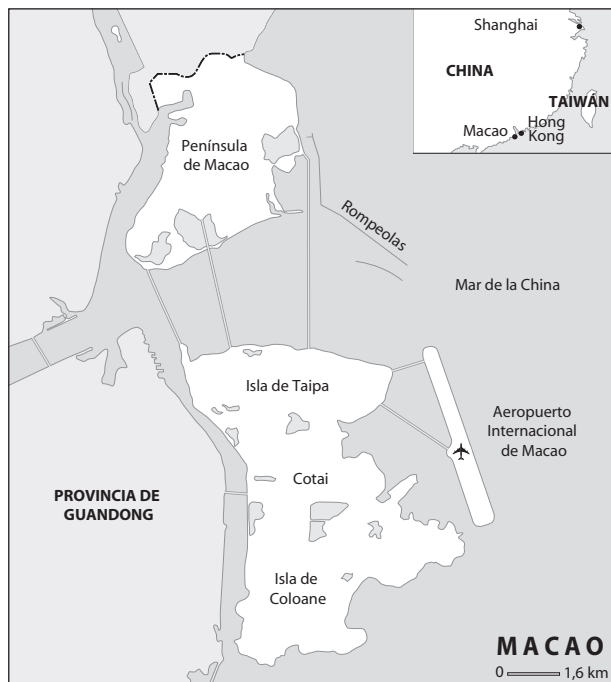 Shanghai
CHINA
TAIWÁN
Macao
Hong
Kong
Península
de Macao
Rompeolas
Mar de la China
Isla de Taipa
Aeropuerto
Internacional
de Macao
Cotai
PROVINCIA DE
GUANDONG
Isla de
Coloane
MACAO
0 1,6 km